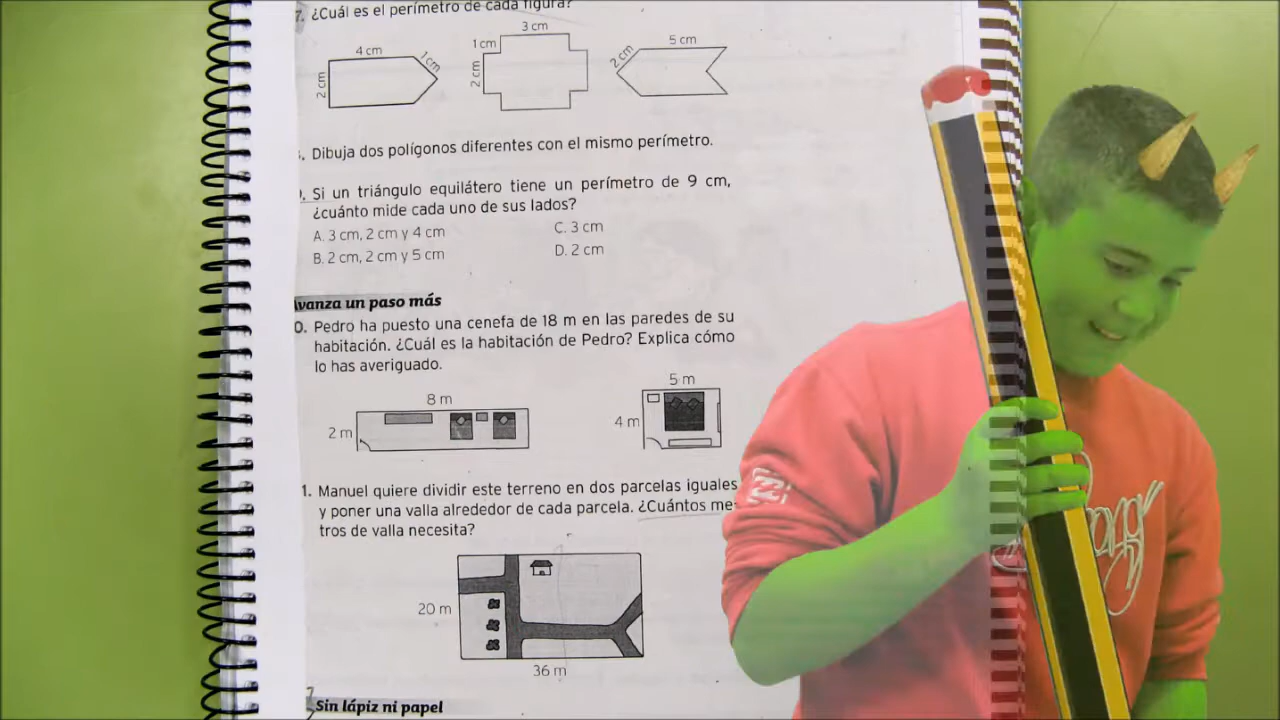 7. ¿Cuál es el perímetro de cada figura?
4 cm
1 cm
2 cm
3 cm
1 cm
2 cm
5 cm
2 cm
. Dibuja dos polígonos diferentes con el mismo perímetro.
. Si un triángulo equilátero tiene un perímetro de 9 cm,
¿cuánto mide cada uno de sus lados?
A. 3 cm, 2 cm y 4 cm
C. 3 cm
B. 2 cm, 2 cm y 5 cm
D. 2 cm
Avanza un paso más
0. Pedro ha puesto una cenefa de 18 m en las paredes de su
habitación. ¿Cuál es la habitación de Pedro? Explica cómo
lo has averiguado.
8 m
2 m
5 m
4 m
1. Manuel quiere dividir este terreno en dos parcelas iguales
y poner una valla alrededor de cada parcela. ¿Cuántos me-
tros de valla necesita?
20 m
36 m
Sin lápiz ni papel